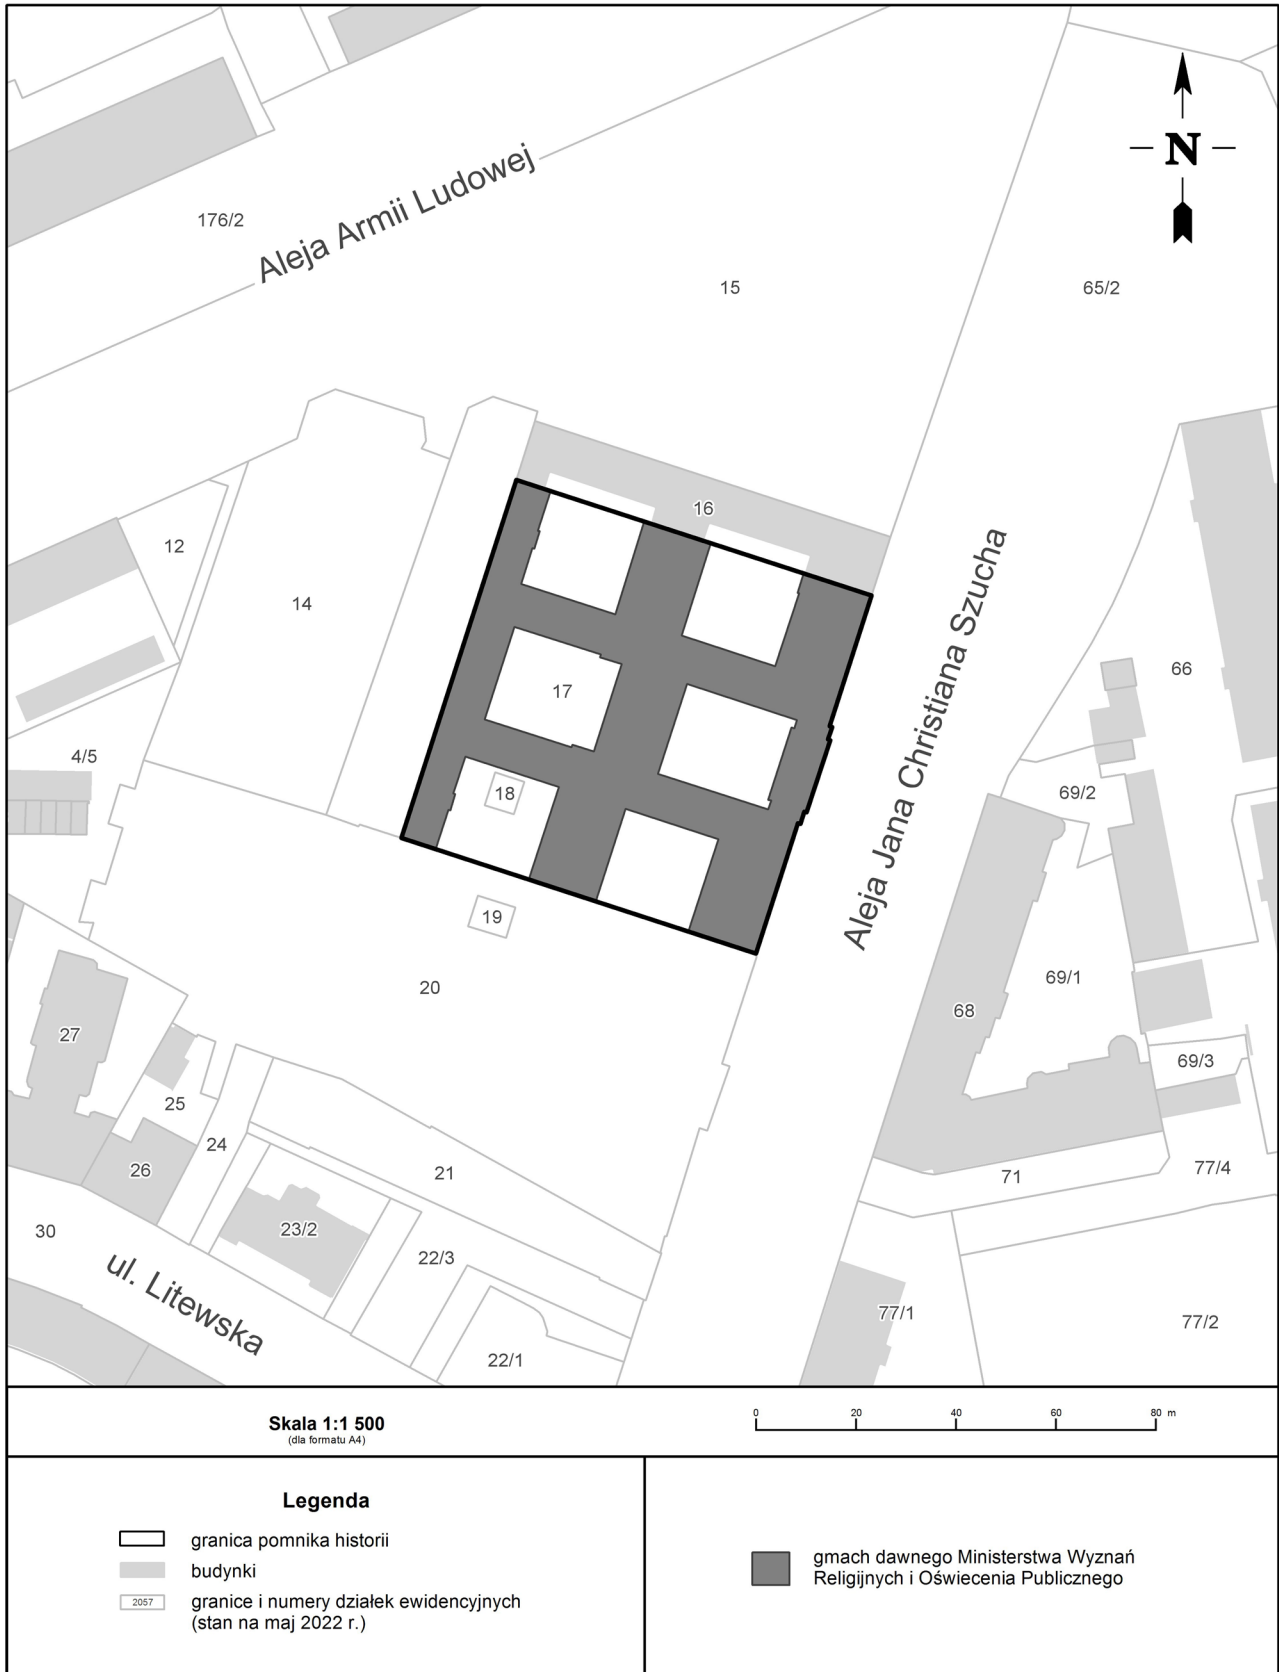 N
Aleja Armii Ludowej
176/2
15
65/2
16
12
14
Aleja Jana Christiana Szucha
66
17
4/5
18
69/2
19
20
69/1
68
27
69/3
25
24
26
21
71
77/4
23/2
30
22/3
ul. Litewska
77/1
77/2
22/1
Skala 1:1 500
(dla formatu A4)
0 20 40 60 80 m
Legenda
granica pomnika historii
budynki
2057
granice i numery działek ewidencyjnych
(stan na maj 2022 r.)
gmach dawnego Ministerstwa Wyznań
Religijnych i Oświecenia Publicznego